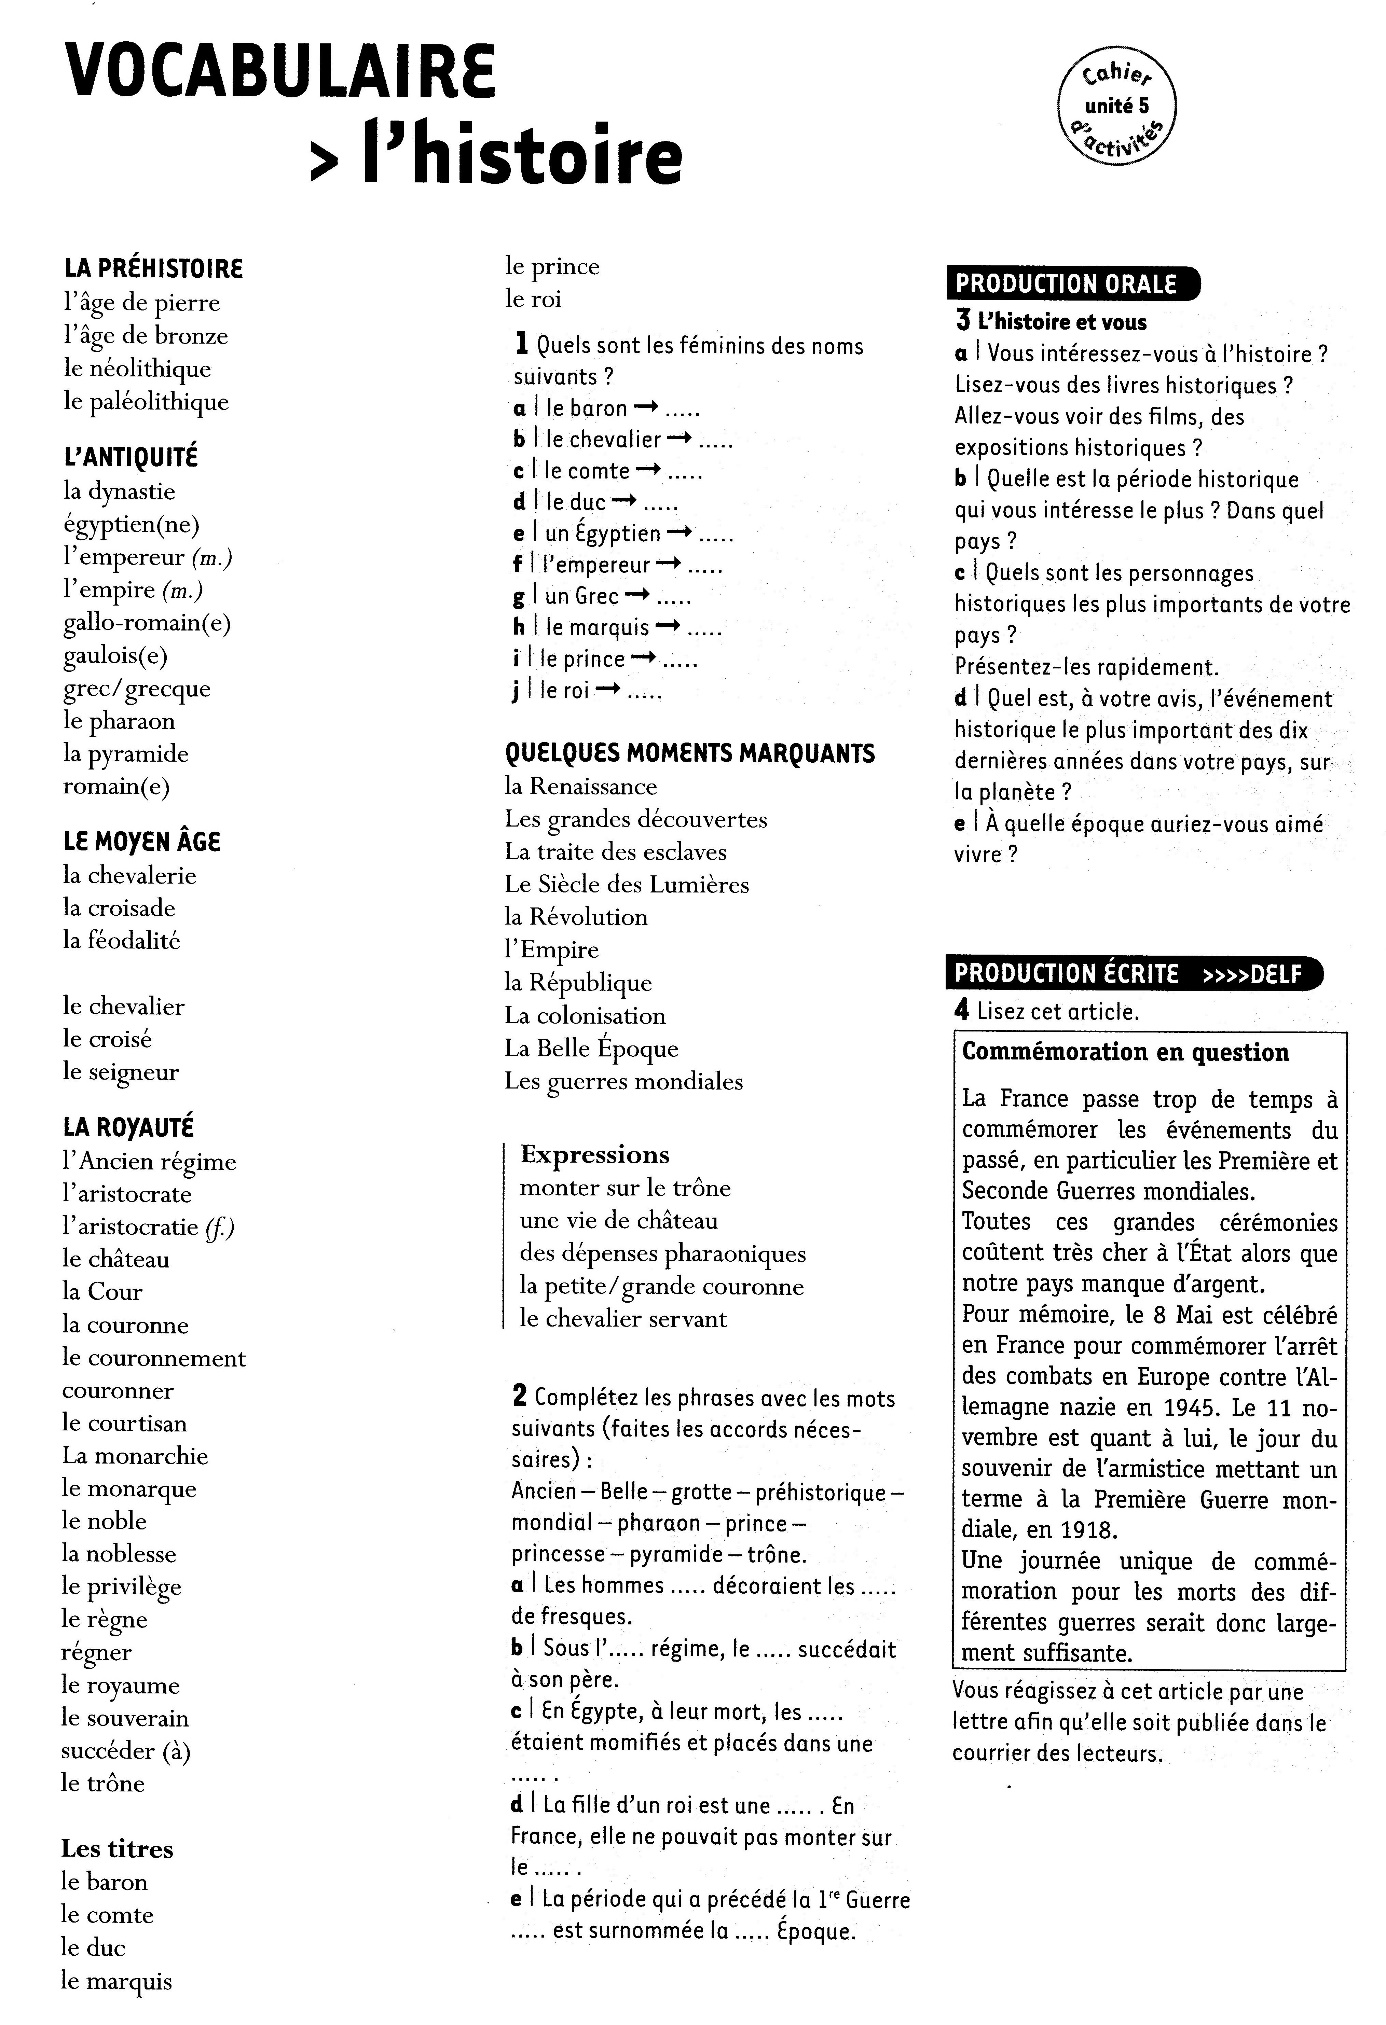 VOCABULAIRE
> l'histoire
Cahier
unité 5
d'activités
LA PRÉHISTOIRE
l'âge de pierre
l'âge de bronze
le néolithique
le paléolithique
L'ANTIQUITÉ
la dynastie
égyptien(ne)
l'empereur (m.)
l'empire (m.)
gallo-romain(e)
gaulois(e)
grec/grecque
le pharaon
la pyramide
romain(e)
LE MOYEN ÂGE
la chevalerie
la croisade
la féodalité
le chevalier
le croisé
le seigneur
LA ROYAUTÉ
l'Ancien régime
l'aristocrate
l'aristocratie (f.)
le château
la Cour
la couronne
le couronnement
couronner
le courtisan
La monarchie
le monarque
le noble
la noblesse
le privilège
le règne
régner
le royaume
le souverain
succéder (à)
le trône
Les titres
le baron
le comte
le duc
le marquis
le prince
le roi
1 Quels sont les féminins des noms
suivants ?
a | le baron → .....
b | le chevalier → .....
c | le comte → .....
d | le duc → .....
e | un Égyptien → .....
f | l'empereur → .....
g | un Grec → .....
h | le marquis → .....
i | le prince → .....
j | le roi → .....
QUELQUES MOMENTS MARQUANTS
la Renaissance
Les grandes découvertes
La traite des esclaves
Le Siècle des Lumières
la Révolution
l'Empire
la République
La colonisation
La Belle Époque
Les guerres mondiales
Expressions
monter sur le trône
une vie de château
des dépenses pharaoniques
la petite/grande couronne
le chevalier servant
2 Complétez les phrases avec les mots
suivants (faites les accords néces-
saires) :
Ancien – Belle – grotte – préhistorique –
mondial – pharaon – prince –
princesse – pyramide – trône.
a | Les hommes ..... décoraient les .....
de fresques.
b | Sous l'..... régime, le ..... succédait
à son père.
c | En Égypte, à leur mort, les .....
étaient momifiés et placés dans une
..... .
d | La fille d'un roi est une ..... . En
France, elle ne pouvait pas monter sur
le ..... .
e | La période qui a précédé la 1re Guerre
..... est surnommée la ..... Époque.
PRODUCTION ORALE
3 L'histoire et vous
a | Vous intéressez-vous à l'histoire ?
Lisez-vous des livres historiques ?
Allez-vous voir des films, des
expositions historiques ?
b | Quelle est la période historique
qui vous intéresse le plus ? Dans quel
pays ?
c | Quels sont les personnages
historiques les plus importants de votre
pays ?
Présentez-les rapidement.
d | Quel est, à votre avis, l'événement
historique le plus important des dix
dernières années dans votre pays, sur
la planète ?
e | À quelle époque auriez-vous aimé
vivre ?
PRODUCTION ÉCRITE >>>>DELF
4 Lisez cet article.
Commémoration en question
La France passe trop de temps à
commémorer les événements du
passé, en particulier les Première et
Seconde Guerres mondiales.
Toutes ces grandes cérémonies
coûtent très cher à l'État alors que
notre pays manque d'argent.
Pour mémoire, le 8 Mai est célébré
en France pour commémorer l'arrêt
des combats en Europe contre l'Al-
lemagne nazie en 1945. Le 11 no-
vembre est quant à lui, le jour du
souvenir de l'armistice mettant un
terme à la Première Guerre mon-
diale, en 1918.
Une journée unique de commé-
moration pour les morts des dif-
férentes guerres serait donc large-
ment suffisante.
Vous réagissez à cet article par une
lettre afin qu'elle soit publiée dans le
courrier des lecteurs.